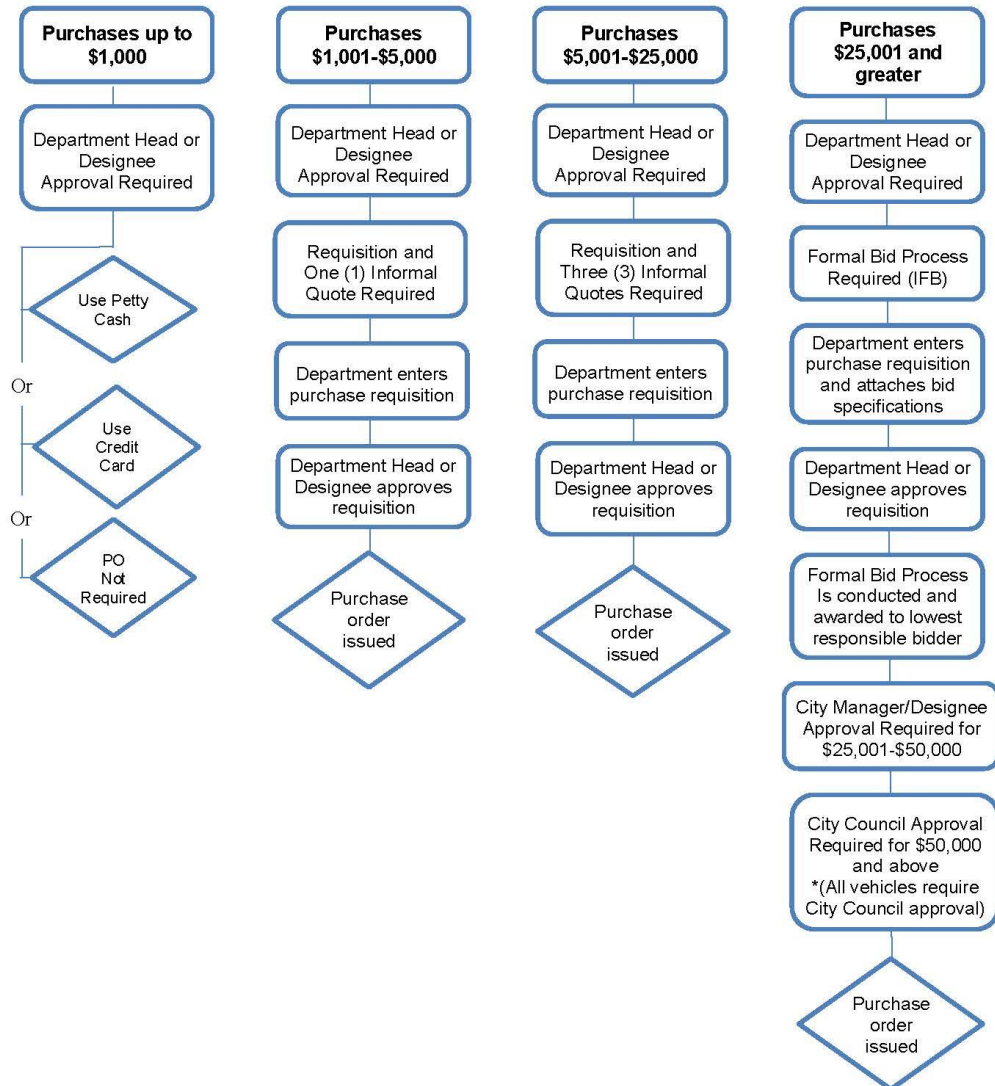 Purchases up to
$1,000
Department Head or
Designee
Approval Required
Use Petty
Cash
Or
Use
Credit
Card
Or
PO
Not
Required
Purchases
$1,001-$5,000
Department Head or
Designee
Approval Required
Requisition and
One (1) Informal
Quote Required
Department enters
purchase requisition
Department Head or
Designee approves
requisition
Purchase
order
issued
Purchases
$5,001-$25,000
Department Head or
Designee
Approval Required
Requisition and
Three (3) Informal
Quotes Required
Department enters
purchase requisition
Department Head or
Designee approves
requisition
Purchase
order
issued
Purchases
$25,001 and
greater
Department Head or
Designee
Approval Required
Formal Bid Process
Required (IFB)
Department enters
purchase requisition
and attaches bid
specifications
Department Head or
Designee approves
requisition
Formal Bid Process
Is conducted and
awarded to lowest
responsible bidder
City Manager/Designee
Approval Required for
$25,001-$50,000
City Council Approval
Required for $50,000
and above
*(All vehicles require
City Council approval)
Purchase
order
issued